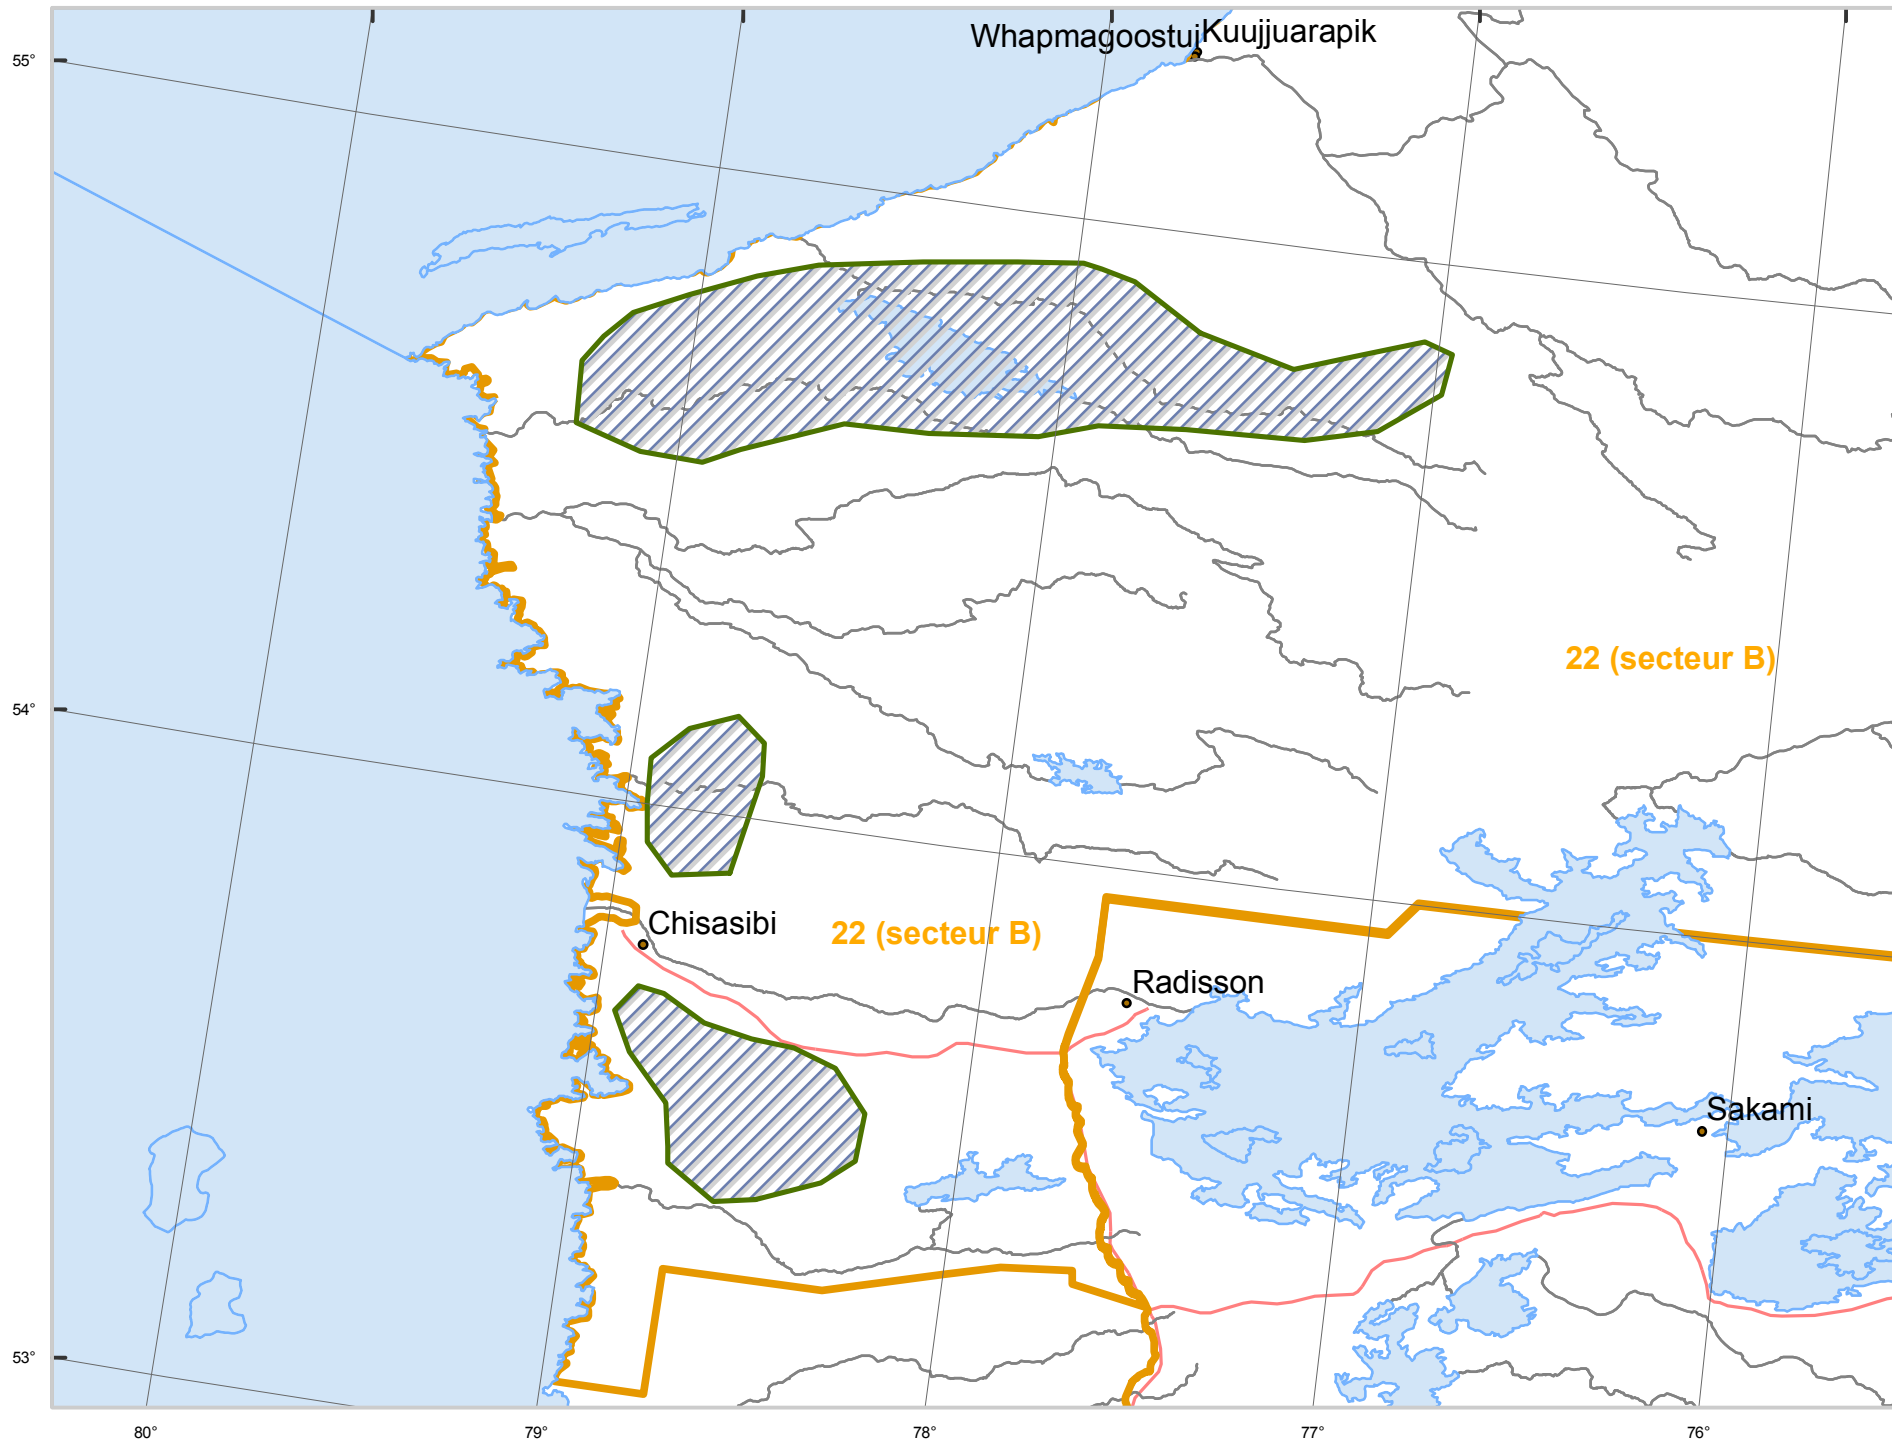 Whapmagoostui Kuujjuarapik
55°
22 (secteur B)
54°
Chisasibi
22 (secteur B)
Radisson
Sakami
53°
80° 79° 78° 77° 76°